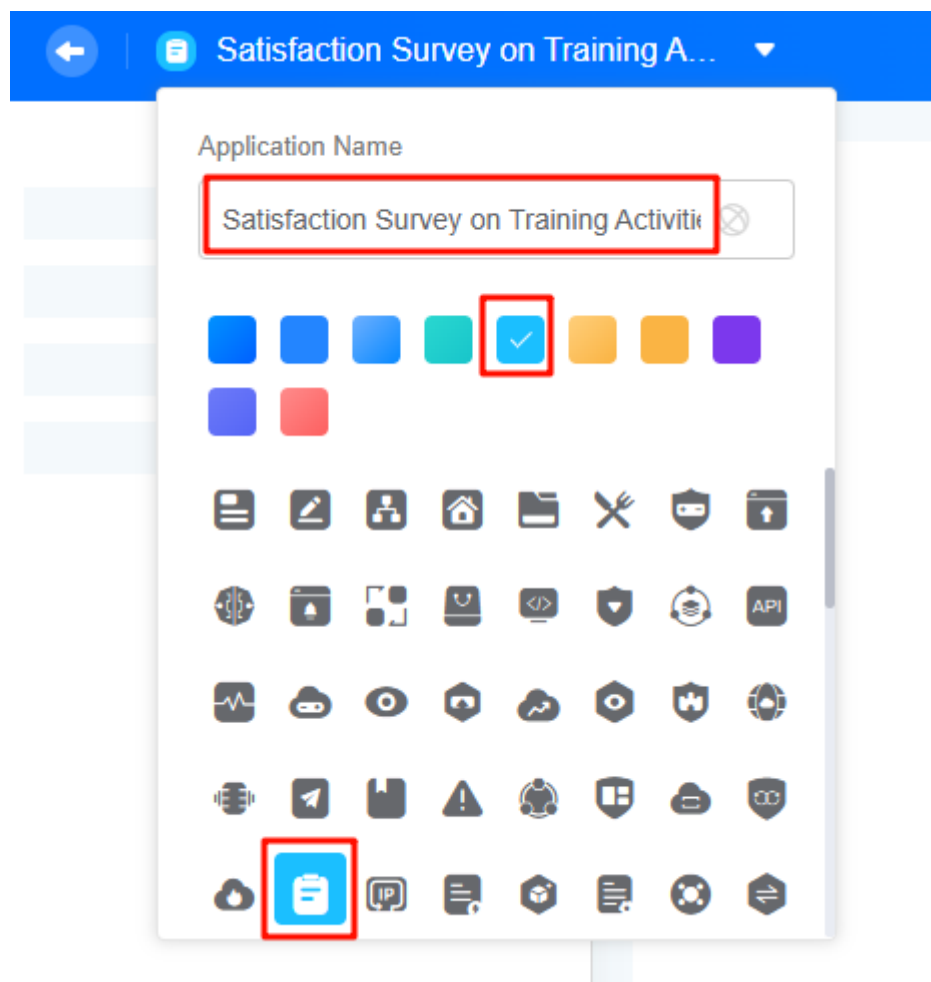 Satisfaction Survey on Training A...
Application Name
Satisfaction Survey on Training Activitie
</>
API
IP